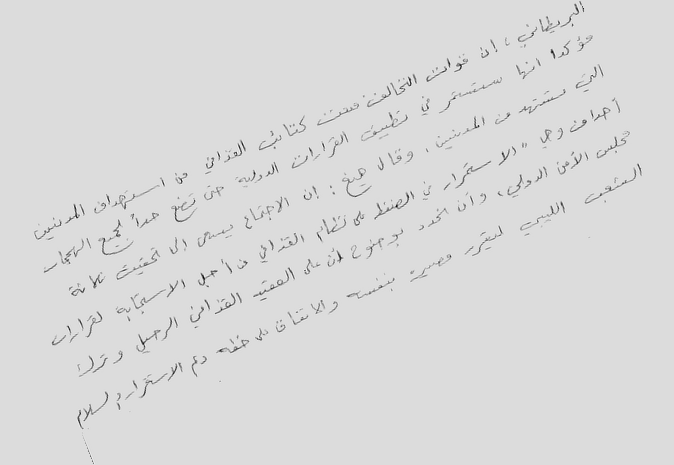 البريطاني، إن قوات التحالف منعت كتائب القذافي من استهداف المدنيين
مؤكدا انها ستستمر في تطبيق القرارات الدولية حتى تضع حداً لجميع الهجمات
التي تستهدف المدنيين، وقال هيغ: إن الاجتماع يسعى الى تحقيق ثلاثة
أهداف وهي "الاستمرار في الضغط على نظام القذافي من أجل الاستجابة لقرارات
مجلس الأمن الدولي، وأن نحدد بوضوح أن على العقيد القذافي الرحيل وترك
الشعب الليبي ليقرر مصيره بنفسه والاتفاق على خطة دعم الاستقرار والسلام